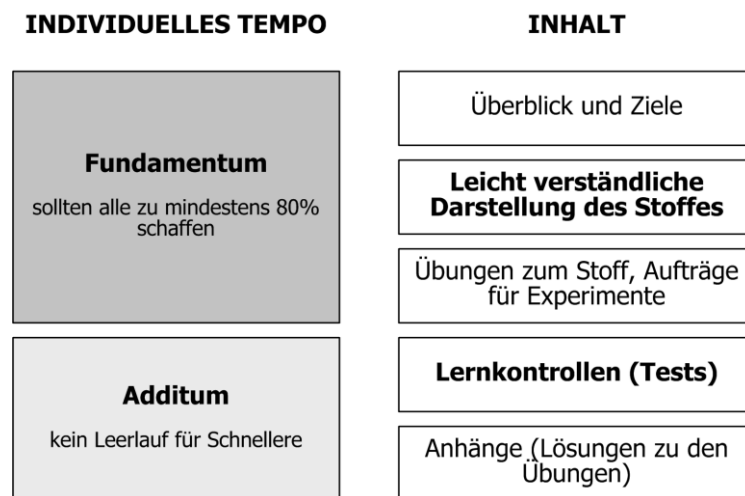 INDIVIDUELLES TEMPO
Fundamentum
sollten alle zu mindestens 80%
schaffen
Additum
kein Leerlauf für Schnellere
INHALT
Überblick und Ziele
Leicht verständliche
Darstellung des Stoffes
Übungen zum Stoff, Aufträge
für Experimente
Lernkontrollen (Tests)
Anhänge (Lösungen zu den
Übungen)